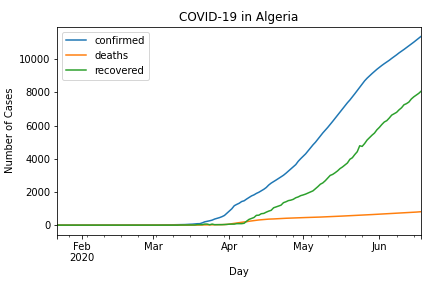 COVID-19 in Algeria
confirmed
deaths
recovered
Number of Cases
10000
8000
6000
4000
2000
0
Feb
2020
Mar
Apr
May
Jun
Day